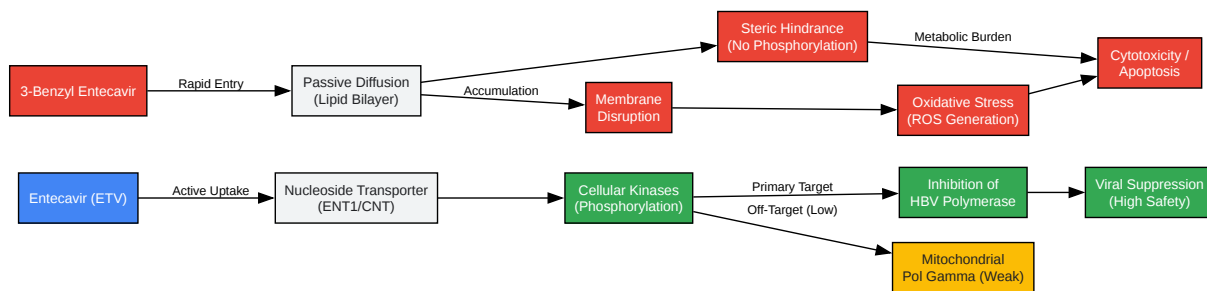 3-Benzyl Entecavir
Rapid Entry
Passive Diffusion
(Lipid Bilayer)
Accumulation
Steric Hindrance
(No Phosphorylation)
Metabolic Burden
Membrane
Disruption
Oxidative Stress
(ROS Generation)
Cytotoxicity /
Apoptosis
Entecavir (ETV)
Active Uptake
Nucleoside Transporter
(ENT1/CNT)
Cellular Kinases
(Phosphorylation)
Primary Target
Off-Target (Low)
Inhibition of
HBV Polymerase
Viral Suppression
(High Safety)
Mitochondrial
Pol Gamma (Weak)